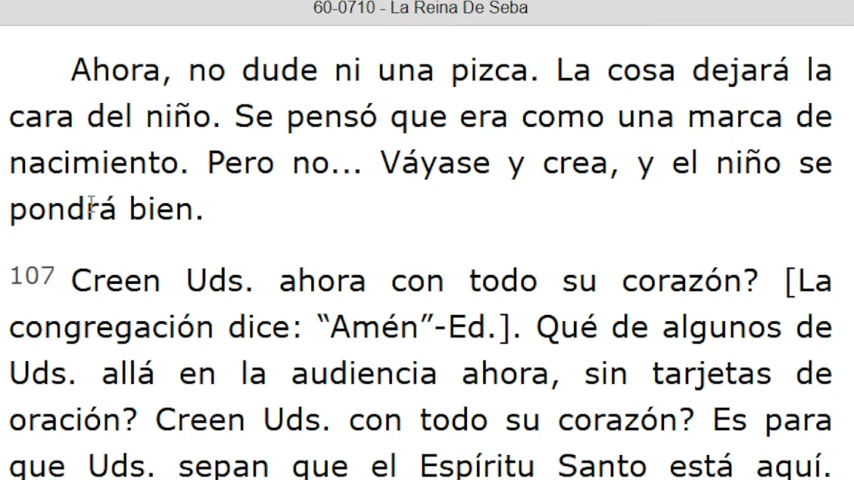 60-0710 - La Reina De Seba
Ahora, no dude ni una pizca. La cosa dejará la
cara del niño. Se pensó que era como una marca de
nacimiento. Pero no... Váyase y crea, y el niño se
pondrá bien.
107 Creen Uds. ahora con todo su corazón? [La
congregación dice: “Amén”-Ed.]. Qué de algunos de
Uds. allá en la audiencia ahora, sin tarjetas de
oración? Creen Uds. con todo su corazón? Es para
que Uds. sepan que el Espíritu Santo está aquí.